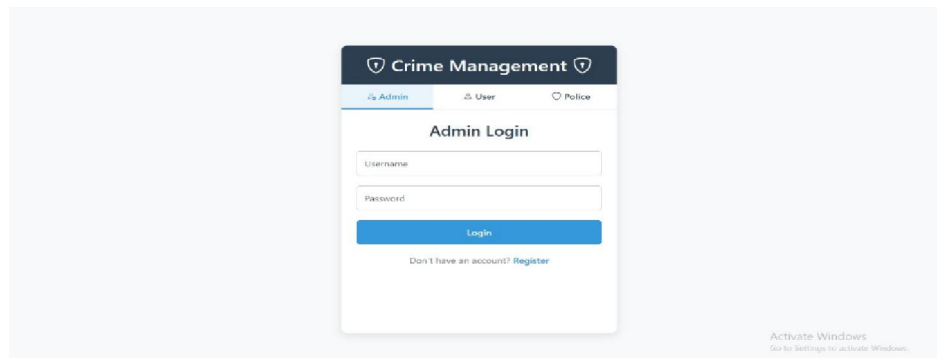 Crime Management
Admin User Police
Admin Login
Username
Password
Login
Don't have an account? Register
Activate Windows
Go to Settings to activate Windows.